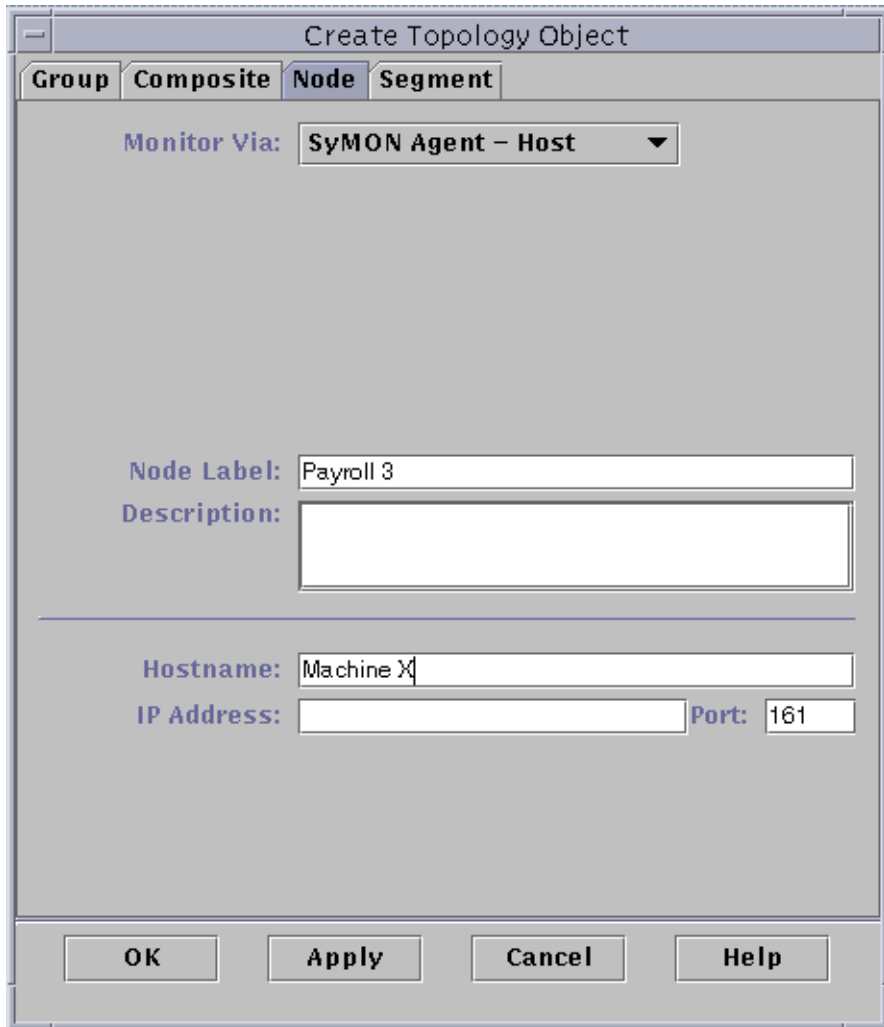 Create Topology Object
Group Composite Node Segment
Monitor Via: SyMON Agent – Host
Node Label: Payroll 3
Description:
Hostname: Machine X
IP Address: Port: 161
OK Apply Cancel Help